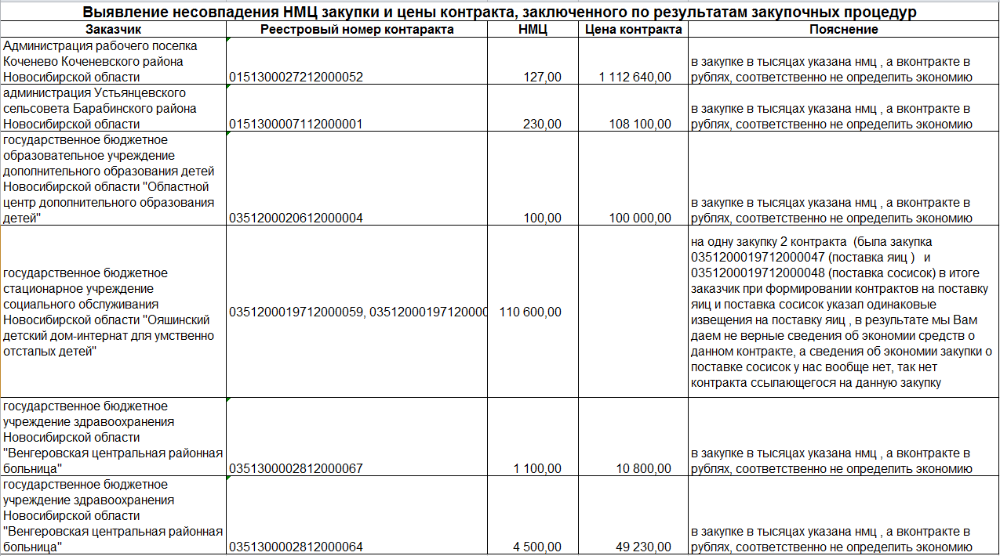 Выявление несовпадения НМЦ закупки и цены контракта, заключенного по результатам закупочных процедур
Заказчик Реестровый номер контаракта НМЦ Цена контракта Пояснение
Администрация рабочего поселка
Коченево Коченевского района
Новосибирской области
0151300027212000052 127,00 1 112 640,00
в закупке в тысяцах указана нмц , а вконтракте в
рублях, соответственно не определить экономию
администрация Устьянцевского
сельсовета Барабинского района
Новосибирской области
0151300007112000001 230,00 108 100,00
в закупке в тысяцах указана нмц , а вконтракте в
рублях, соответственно не определить экономию
государственное бюджетное
образовательное учреждение
дополнительного образования детей
Новосибирской области "Областной
центр дополнительного образования
детей"
0351200020612000004 100,00 100 000,00
в закупке в тысяцах указана нмц , а вконтракте в
рублях, соответственно не определить экономию
государственное бюджетное
стационарное учреждение
социального обслуживания
Новосибирской области "Ояшинский
детский дом-интернат для умственно
отсталых детей"
0351200019712000059, 03512000197120000 110 600,00
на одну закупку 2 контракта (была закупка
0351200019712000047 (поставка яиц ) и
0351200019712000048 (поставка сосисок) в итоге
заказчик при формировании контрактов на поставку
яиц и поставка сосисок указал одинаковые
извещения на поставку яиц , в результате мы Вам
даем не верные сведения об экономии средств о
данном контракте, а сведения об экономии закупки о
поставке сосисок у нас вообще нет, так нет
контракта ссылающегося на данную закупку
государственное бюджетное
учреждение здравоохранения
Новосибирской области
"Венгеровская центральная районная
больница"
0351300002812000067 1 100,00 10 800,00
в закупке в тысяцах указана нмц , а вконтракте в
рублях, соответственно не определить экономию
государственное бюджетное
учреждение здравоохранения
Новосибирской области
"Венгеровская центральная районная
больница"
0351300002812000064 4 500,00 49 230,00
в закупке в тысяцах указана нмц , а вконтракте в
рублях, соответственно не определить экономию